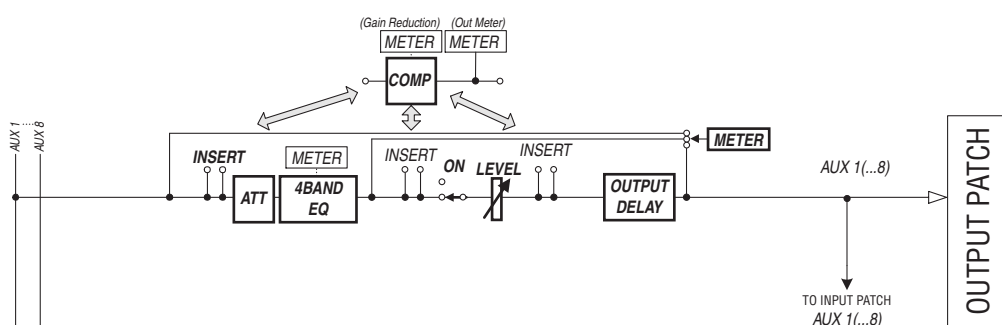 (Gain Reduction) (Out Meter)
METER METER
COMP
AUX 1
AUX 8
INSERT
METER
INSERT
ON
LEVEL
INSERT
METER
ATT
4BAND
EQ
OUTPUT
DELAY
AUX 1(...8)
OUTPUT PATCH
TO INPUT PATCH
AUX 1(...8)